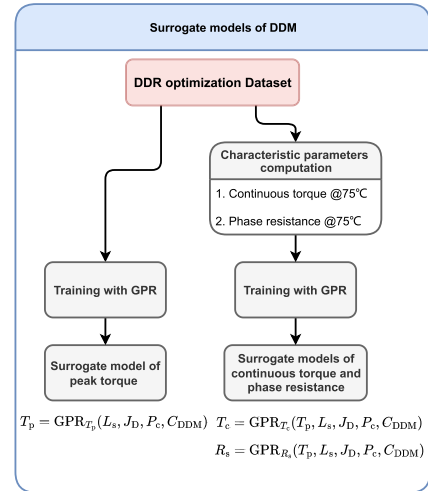 Surrogate models of DDM
DDR optimization Dataset
Characteristic parameters
computation
1. Continuous torque @75℃
2. Phase resistance @75℃
Training with GPR
Training with GPR
Surrogate model of
peak torque
Surrogate models of
continuous torque and
phase resistance
T_p = GPR_{T_p}(L_s, J_D, P_c, C_DDM)
T_c = GPR_{T_c}(T_p, L_s, J_D, P_c, C_DDM)
R_s = GPR_{R_s}(T_p, L_s, J_D, P_c, C_DDM)